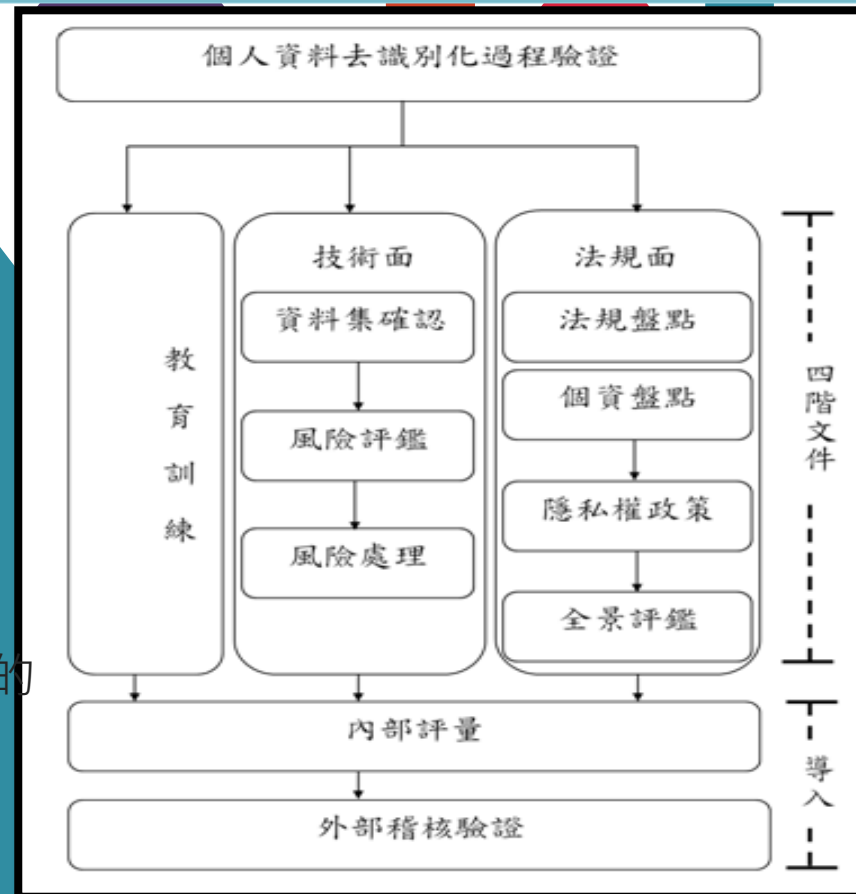 個人資料去識別化過程驗證
教育訓練
技術面
資料集確認
風險評鑑
風險處理
法規面
法規盤點
個資盤點
隱私權政策
全景評鑑
四階文件
的
內部評量
外部稽核驗證
導入